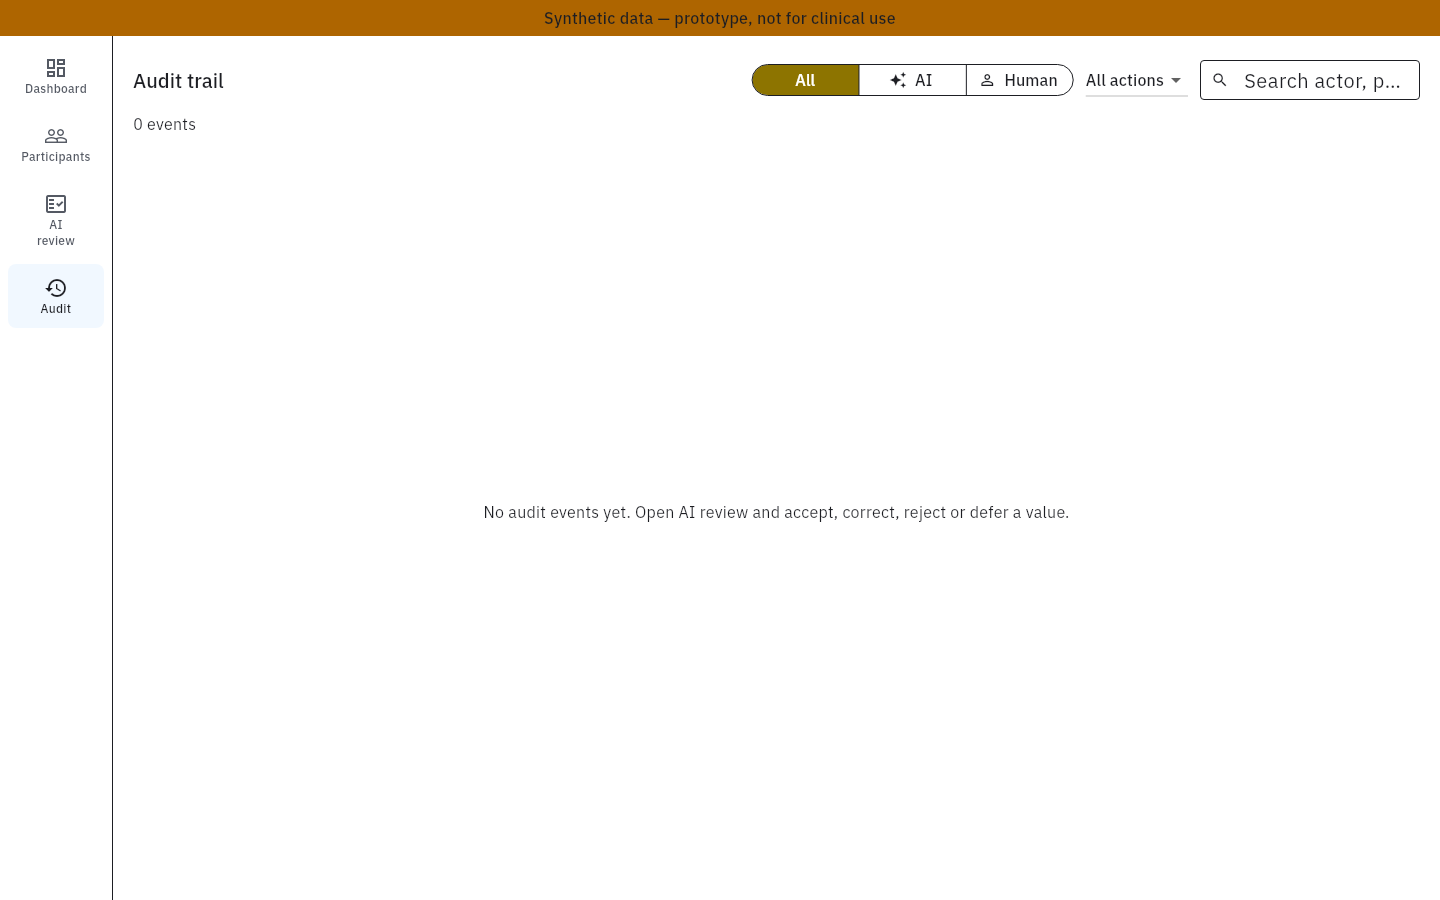 Synthetic data — prototype, not for clinical use
Dashboard
Participants
AI
review
Audit
Audit trail
All
AI
Human
All actions
Search actor, p...
0 events
No audit events yet. Open AI review and accept, correct, reject or defer a value.